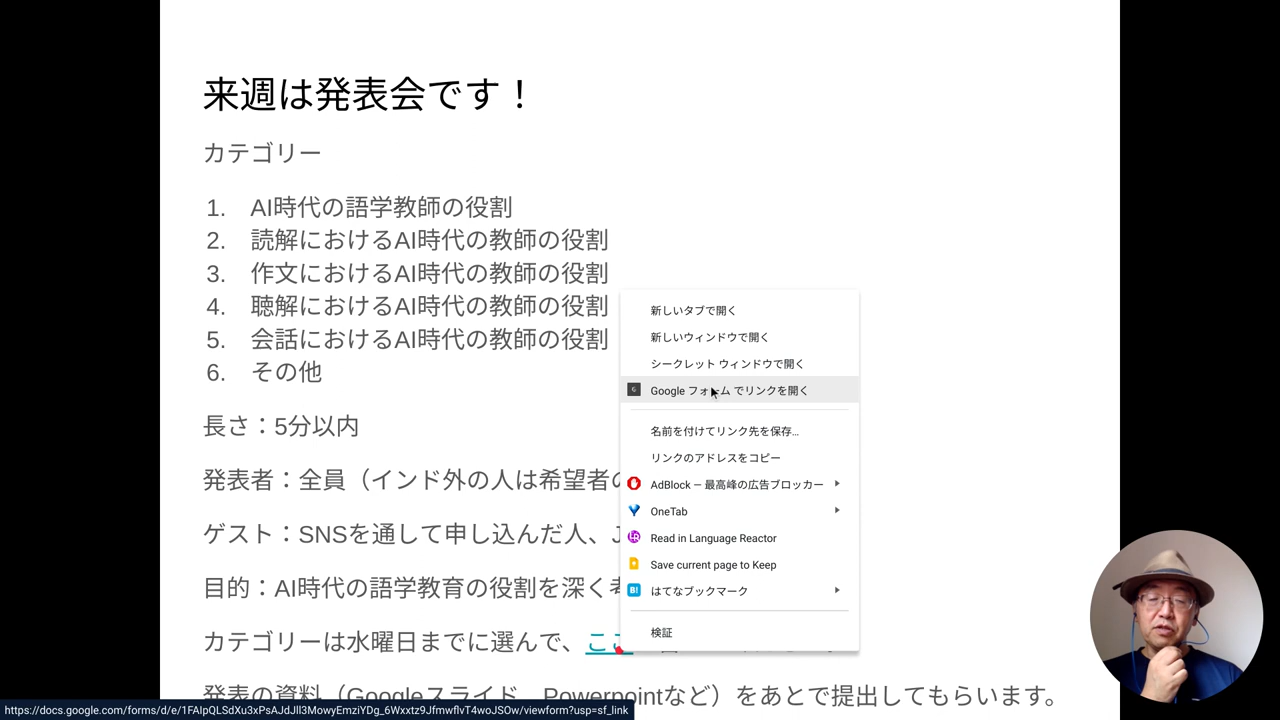 来週は発表会です！
カテゴリー
1. AI時代の語学教師の役割
2. 読解におけるAI時代の教師の役割
3. 作文におけるAI時代の教師の役割
4. 聴解におけるAI時代の教師の役割
5. 会話におけるAI時代の教師の役割
6. その他
長さ：5分以内
発表者：全員（インド外の人は希望者
ゲスト：SNSを通して申し込んだ人、
目的：AI時代の語学教育の役割を深く
カテゴリーは水曜日までに選んで、ここ
発表の資料（Googleスライド、Powerpointなど）をあとで提出してもらいます。
新しいタブで開く
新しいウィンドウで開く
シークレット ウィンドウで開く
Google フォーム でリンクを開く
名前を付けてリンク先を保存...
リンクのアドレスをコピー
AdBlock – 最高峰の広告ブロッカー
OneTab
Read in Language Reactor
Save current page to Keep
B! はてなブックマーク
検証